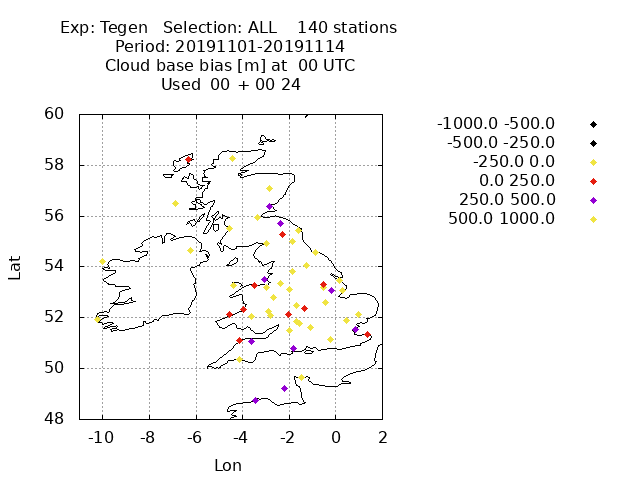 Exp: Tegen   Selection: ALL    140 stations
Period: 20191101-20191114
Cloud base bias [m] at  00 UTC
Used  00 + 00 24
-1000.0 -500.0
-500.0 -250.0
-250.0 0.0
0.0 250.0
250.0 500.0
500.0 1000.0
60
58
56
54
52
50
48
Lat
-10 -8 -6 -4 -2 0 2
Lon